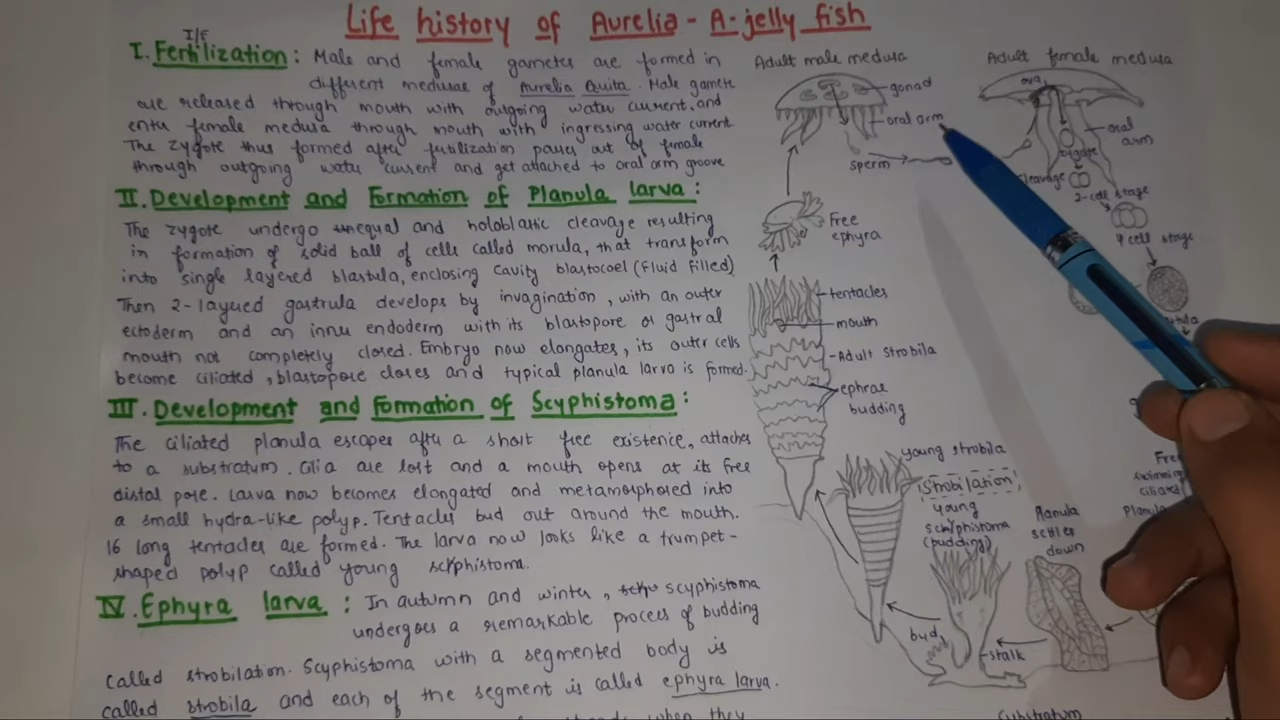 Life history of Aurelia - A-jelly fish
I/E
I. Fertilization : Male and female gametes are formed in
different medusae of Aurelia Auita. Male gamete
are released through mouth with outgoing water current, and
enter female medusa through mouth with ingressing water current
The zygote thus formed after fertilization passes out of female
through outgoing water current and get attached to oral arm groove
II. Development and Formation of Planula larva :
The zygote undergo unequal and holoblastic cleavage resulting
in formation of solid ball of cells called morula, that transform
into single layered blastula, enclosing cavity blastocoel (Fluid filled)
Then 2-layered gastrula develops by invagination, with an outer
ectoderm and an inner endoderm with its blastopore or gastral
mouth not completely closed. Embryo now elongates, its outer cells
become ciliated, blastopore closes and typical planula larva is formed.
III. Development and Formation of Scyphistoma :
The ciliated planula escapes after a short free existence, attaches
to a substratum. Cilia are lost and a mouth opens at its free
distal pole. Larva now becomes elongated and metamorphosed into
a small hydra-like polyp. Tentacles bud out around the mouth.
16 long tentacles are formed. The larva now looks like a trumpet-
shaped polyp called young scyphistoma.
IV. Ephyra larva : In autumn and winter, scyphistoma
undergoes a remarkable process of budding
called strobilation. Scyphistoma with a segmented body is
called strobila and each of the segment is called ephyra larva.
when they
Adult male medusa
gonad
oral arm
sperm
Adult female medusa
ova
oral
arm
zygote
cleavage
2-cell stage
4 cell stage
Free
ephyra
tentacles
mouth
Adult strobila
ephrae
budding
young strobila
Strobilation
young
scyphistoma
(budding)
Planula
settles
down
Free
swimming
ciliated
bud
stalk
Substratum